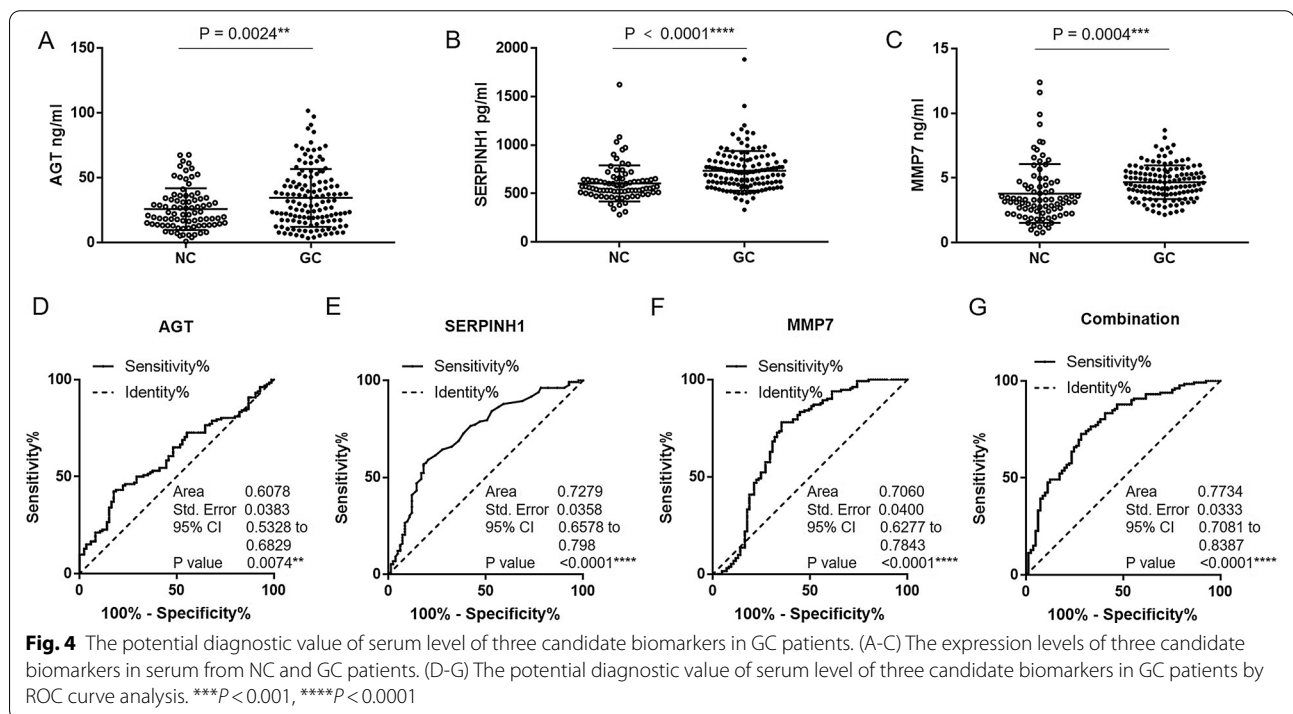 A
P = 0.0024**
150
100
50
0
AGT ng/ml
NC
GC
B
P < 0.0001****
2000
1500
1000
500
0
SERPINH1 pg/ml
NC
GC
C
P = 0.0004***
15
10
5
0
MMP7 ng/ml
NC
GC
D
AGT
Sensitivity%
Identity%
100
50
0
Sensitivity%
Area 0.6078
Std. Error 0.0383
95% CI 0.5328 to
0.6829
P value 0.0074**
0 50 100
100% - Specificity%
E
SERPINH1
Sensitivity%
Identity%
100
50
0
Sensitivity%
Area 0.7279
Std. Error 0.0358
95% CI 0.6578 to
0.798
P value <0.0001****
0 50 100
100% - Specificity%
F
MMP7
Sensitivity%
Identity%
100
50
0
Sensitivity%
Area 0.7060
Std. Error 0.0400
95% CI 0.6277 to
0.7843
P value <0.0001****
0 50 100
100% - Specificity%
G
Combination
Sensitivity%
Identity%
100
50
0
Sensitivity%
Area 0.7734
Std. Error 0.0333
95% CI 0.7081 to
0.8387
P value <0.0001****
0 50 100
100% - Specificity%
Fig. 4 The potential diagnostic value of serum level of three candidate biomarkers in GC patients. (A-C) The expression levels of three candidate
biomarkers in serum from NC and GC patients. (D-G) The potential diagnostic value of serum level of three candidate biomarkers in GC patients by
ROC curve analysis. ***P < 0.001, ****P < 0.0001